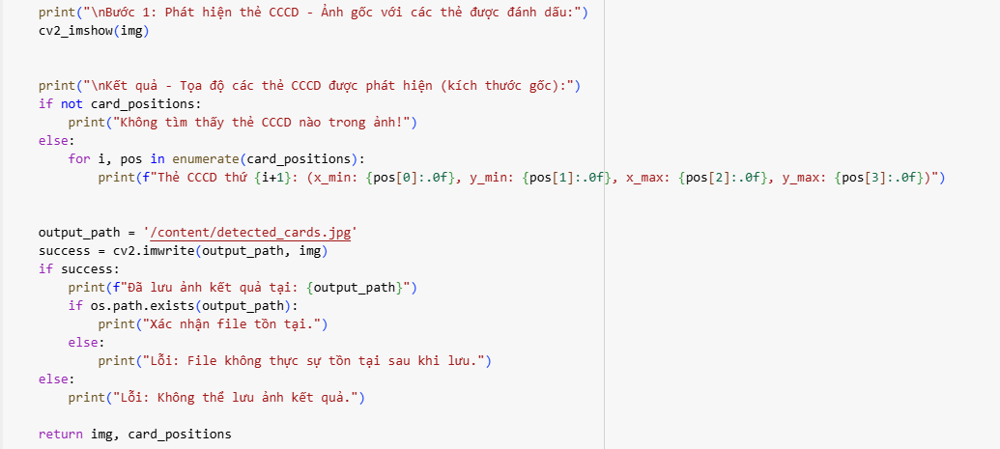 print("\nBước 1: Phát hiện thẻ CCCD - Ảnh gốc với các thẻ được đánh dấu:")
cv2_imshow(img)
print("\nKết quả - Tọa độ các thẻ CCCD được phát hiện (kích thước gốc):")
if not card_positions:
    print("Không tìm thấy thẻ CCCD nào trong ảnh!")
else:
    for i, pos in enumerate(card_positions):
        print(f"Thẻ CCCD thứ {i+1}: (x_min: {pos[0]:.0f}, y_min: {pos[1]:.0f}, x_max: {pos[2]:.0f}, y_max: {pos[3]:.0f})")
output_path = '/content/detected_cards.jpg'
success = cv2.imwrite(output_path, img)
if success:
    print(f"Đã lưu ảnh kết quả tại: {output_path}")
    if os.path.exists(output_path):
        print("Xác nhận file tồn tại.")
    else:
        print("Lỗi: File không thực sự tồn tại sau khi lưu.")
else:
    print("Lỗi: Không thể lưu ảnh kết quả.")
return img, card_positions